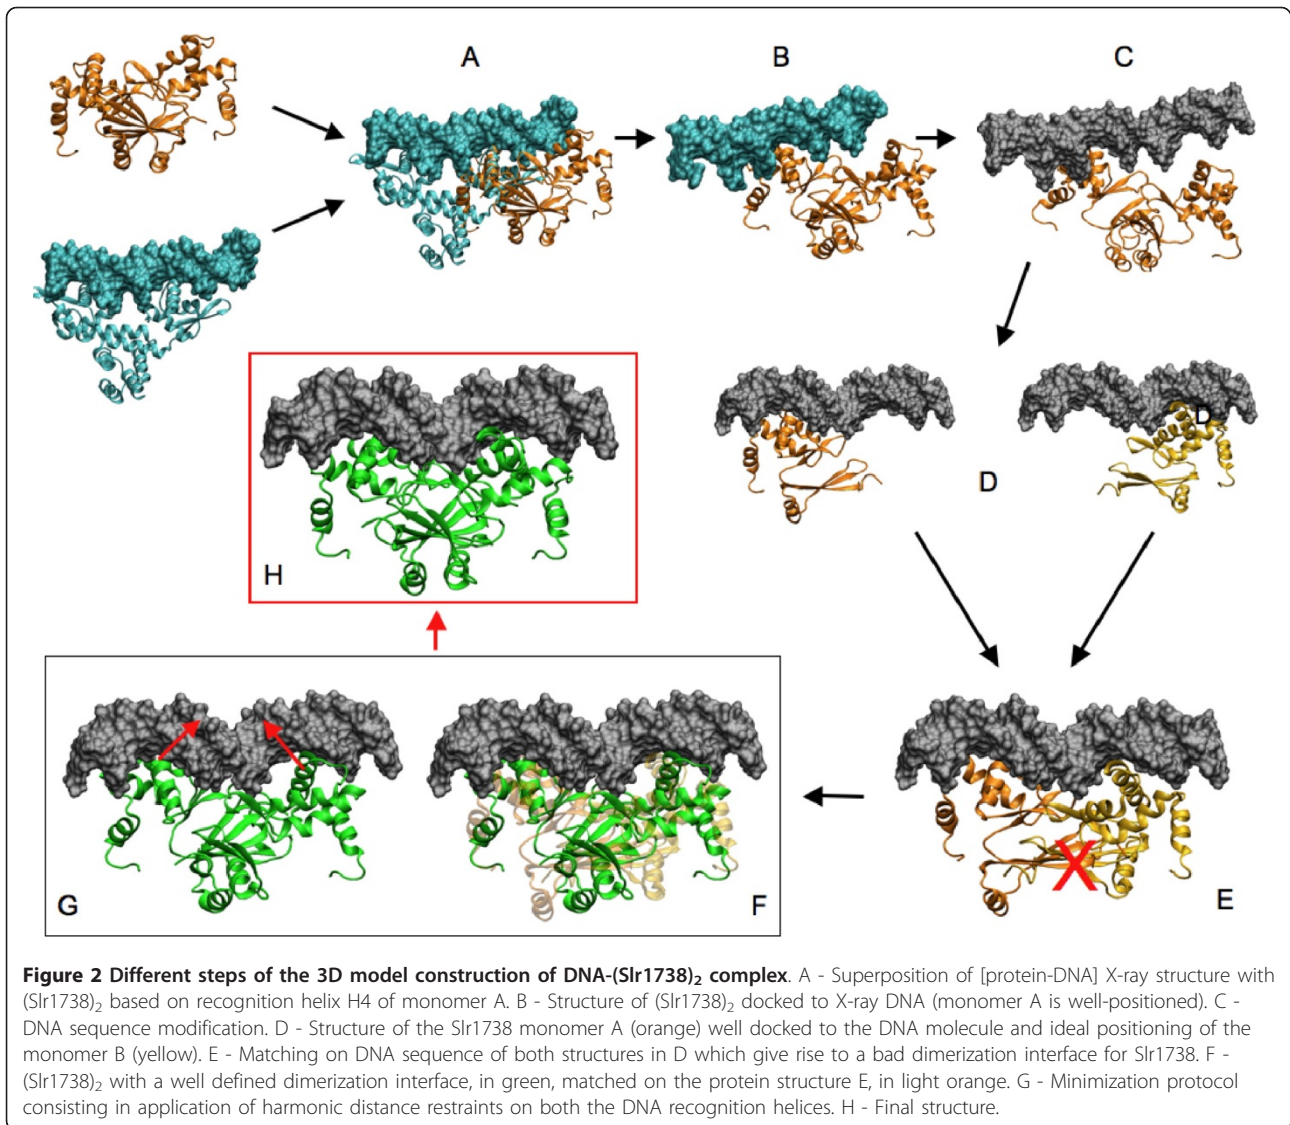 A
B
C
D
D
H
G
F
E
Figure 2 Different steps of the 3D model construction of DNA-(Slr1738)₂ complex. A - Superposition of [protein-DNA] X-ray structure with
(Slr1738)₂ based on recognition helix H4 of monomer A. B - Structure of (Slr1738)₂ docked to X-ray DNA (monomer A is well-positioned). C -
DNA sequence modification. D - Structure of the Slr1738 monomer A (orange) well docked to the DNA molecule and ideal positioning of the
monomer B (yellow). E - Matching on DNA sequence of both structures in D which give rise to a bad dimerization interface for Slr1738. F -
(Slr1738)₂ with a well defined dimerization interface, in green, matched on the protein structure E, in light orange. G - Minimization protocol
consisting in application of harmonic distance restraints on both the DNA recognition helices. H - Final structure.